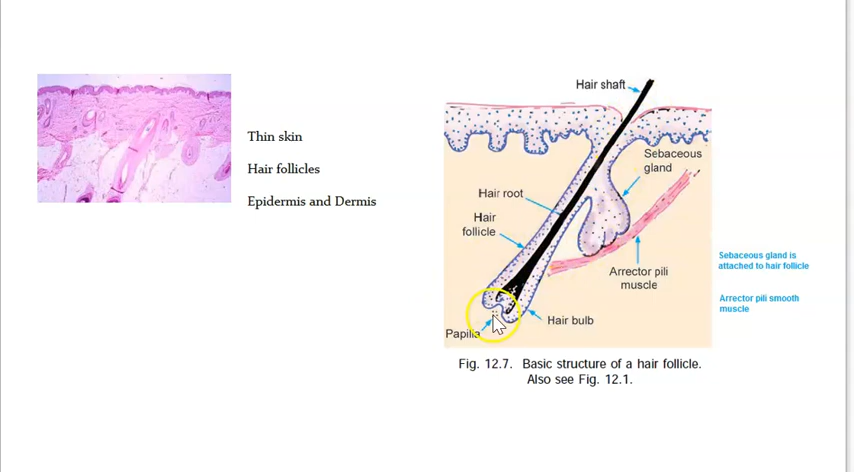 Thin skin
Hair follicles
Epidermis and Dermis
Hair shaft
Sebaceous
gland
Hair root
Hair
follicle
Arrector pili
muscle
Hair bulb
Papilla
Fig. 12.7. Basic structure of a hair follicle.
Also see Fig. 12.1.
Sebaceous gland is
attached to hair follicle
Arrector pili smooth
muscle